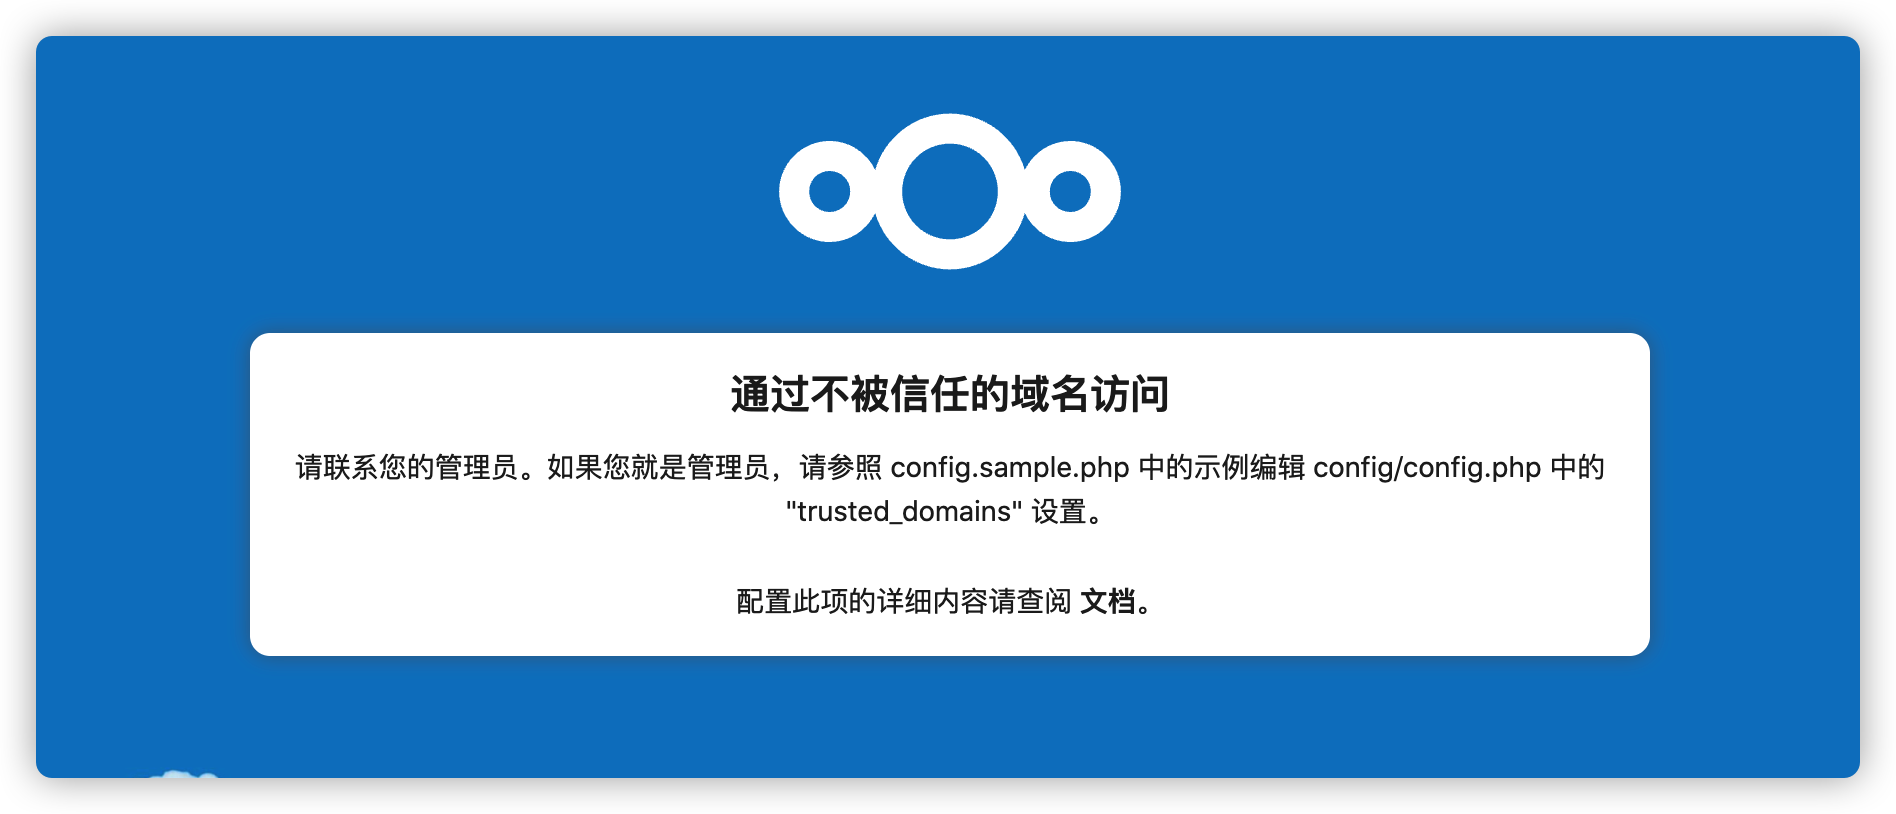 通过不被信任的域名访问
请联系您的管理员。如果您就是管理员，请参照 config.sample.php 中的示例编辑 config/config.php 中的
"trusted_domains" 设置。
配置此项的详细内容请查阅 文档。